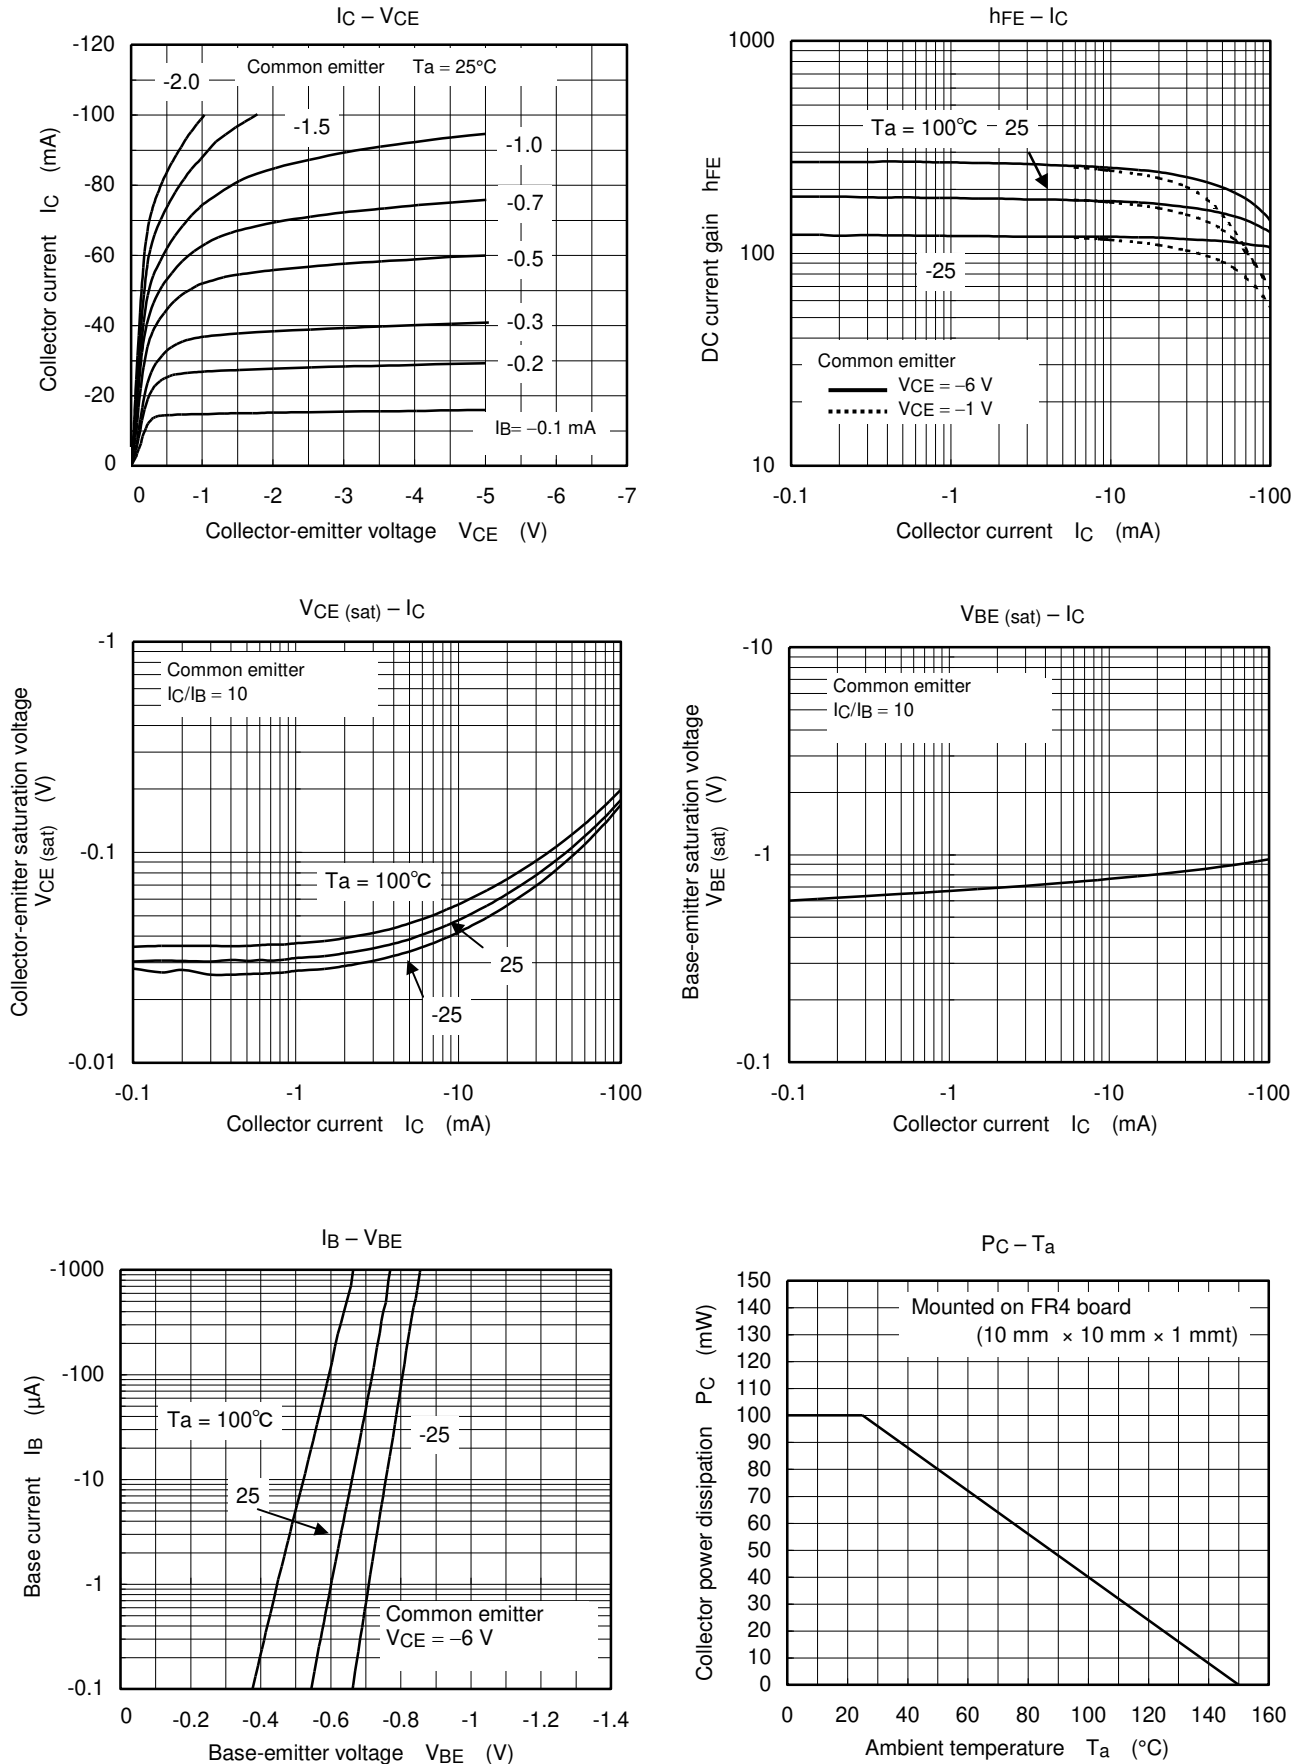 IC – VCE
-120
-100
-80
-60
-40
-20
0
Collector current IC (mA)
Common emitter Ta = 25°C
-2.0
-1.5
-1.0
-0.7
-0.5
-0.3
-0.2
IB= –0.1 mA
0 -1 -2 -3 -4 -5 -6 -7
Collector-emitter voltage VCE (V)
hFE – IC
1000
100
10
DC current gain hFE
Ta = 100°C 25
-25
Common emitter
VCE = –6 V
VCE = –1 V
-0.1 -1 -10 -100
Collector current IC (mA)
VCE (sat) – IC
-1
-0.1
-0.01
Collector-emitter saturation voltage
VCE (sat) (V)
Common emitter
IC/IB = 10
Ta = 100°C
25
-25
-0.1 -1 -10 -100
Collector current IC (mA)
VBE (sat) – IC
-10
-1
-0.1
Base-emitter saturation voltage
VBE (sat) (V)
Common emitter
IC/IB = 10
-0.1 -1 -10 -100
Collector current IC (mA)
IB – VBE
-1000
-100
-10
-1
-0.1
Base current IB (μA)
Ta = 100°C
25
-25
Common emitter
VCE = –6 V
0 -0.2 -0.4 -0.6 -0.8 -1 -1.2 -1.4
Base-emitter voltage VBE (V)
PC – Ta
150
140
130
120
110
100
90
80
70
60
50
40
30
20
10
0
Collector power dissipation PC (mW)
Mounted on FR4 board
(10 mm × 10 mm × 1 mmt)
0 20 40 60 80 100 120 140 160
Ambient temperature Ta (°C)